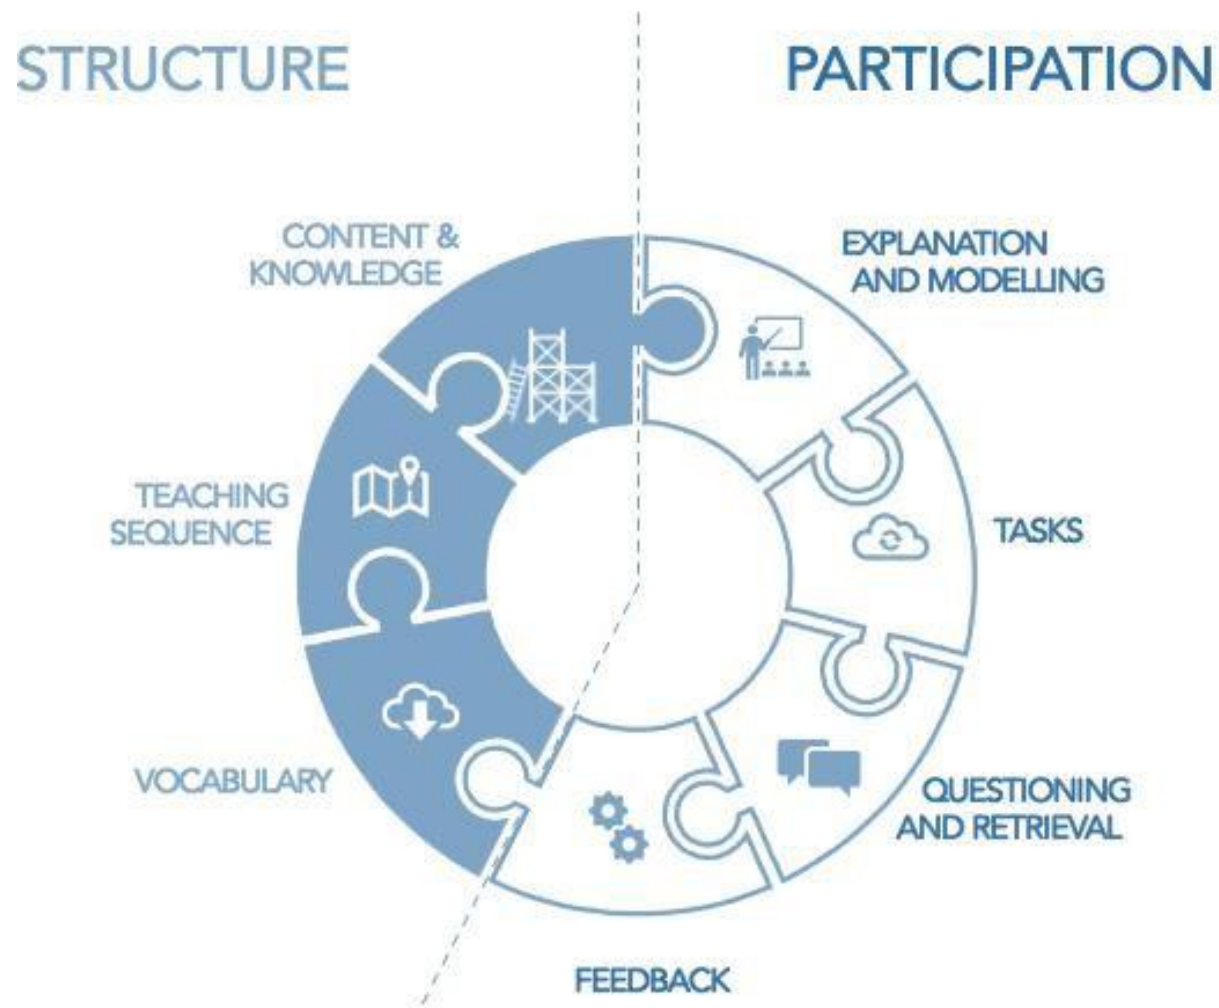 STRUCTURE
PARTICIPATION
CONTENT &
KNOWLEDGE
EXPLANATION
AND MODELLING
TEACHING
SEQUENCE
TASKS
VOCABULARY
QUESTIONING
AND RETRIEVAL
FEEDBACK